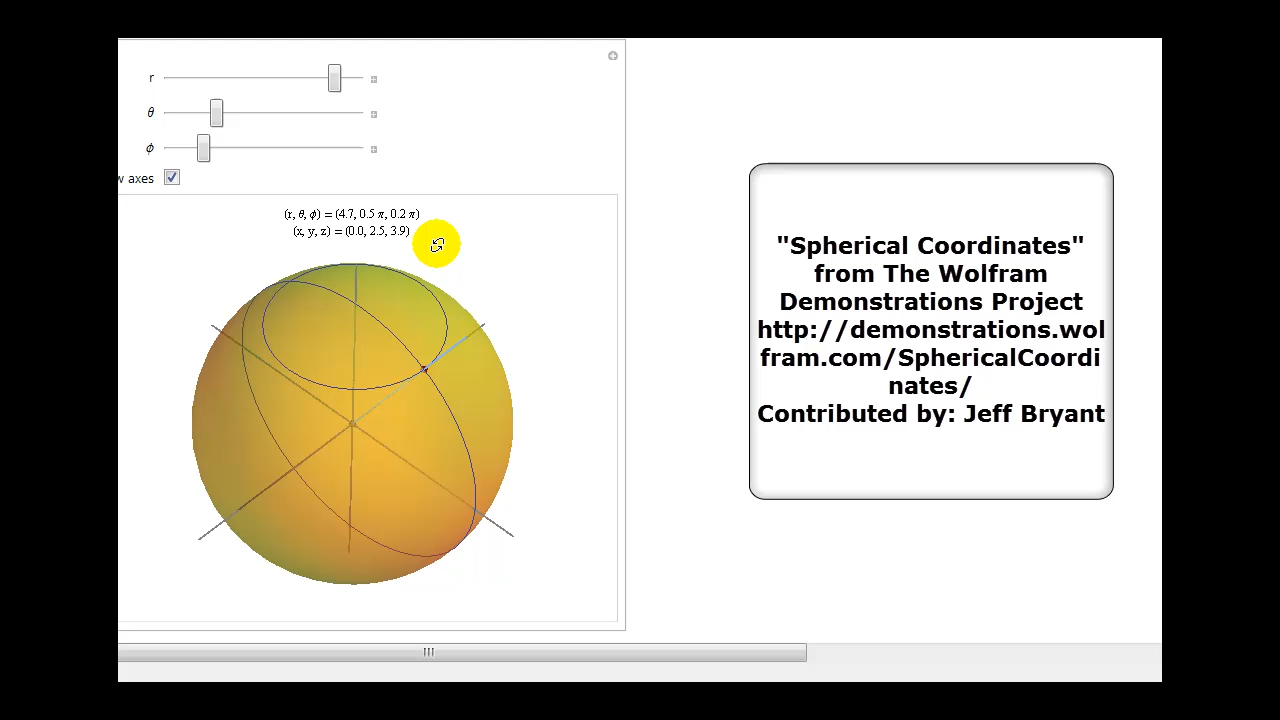 r
θ
ϕ
w axes
(r, θ, ϕ) = (4.7, 0.5 π, 0.2 π)
(x, y, z) = (0.0, 2.5, 3.9)
"Spherical Coordinates"
from The Wolfram
Demonstrations Project
http://demonstrations.wol
fram.com/SphericalCoordi
nates/
Contributed by: Jeff Bryant